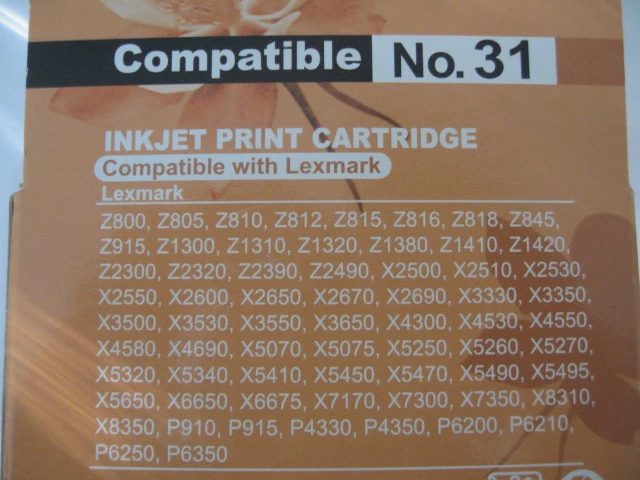 Compatible No. 31
INKJET PRINT CARTRIDGE
Compatible with Lexmark
Lexmark
Z800, Z805, Z810, Z812, Z815, Z816, Z818, Z845,
Z915, Z1300, Z1310, Z1320, Z1380, Z1410, Z1420,
Z2300, Z2320, Z2390, Z2490, X2500, X2510, X2530,
X2550, X2600, X2650, X2670, X2690, X3330, X3350,
X3500, X3530, X3550, X3650, X4300, X4530, X4550,
X4580, X4690, X5070, X5075, X5250, X5260, X5270,
X5320, X5340, X5410, X5450, X5470, X5490, X5495,
X5650, X6650, X6675, X7170, X7300, X7350, X8310,
X8350, P910, P915, P4330, P4350, P6200, P6210,
P6250, P6350